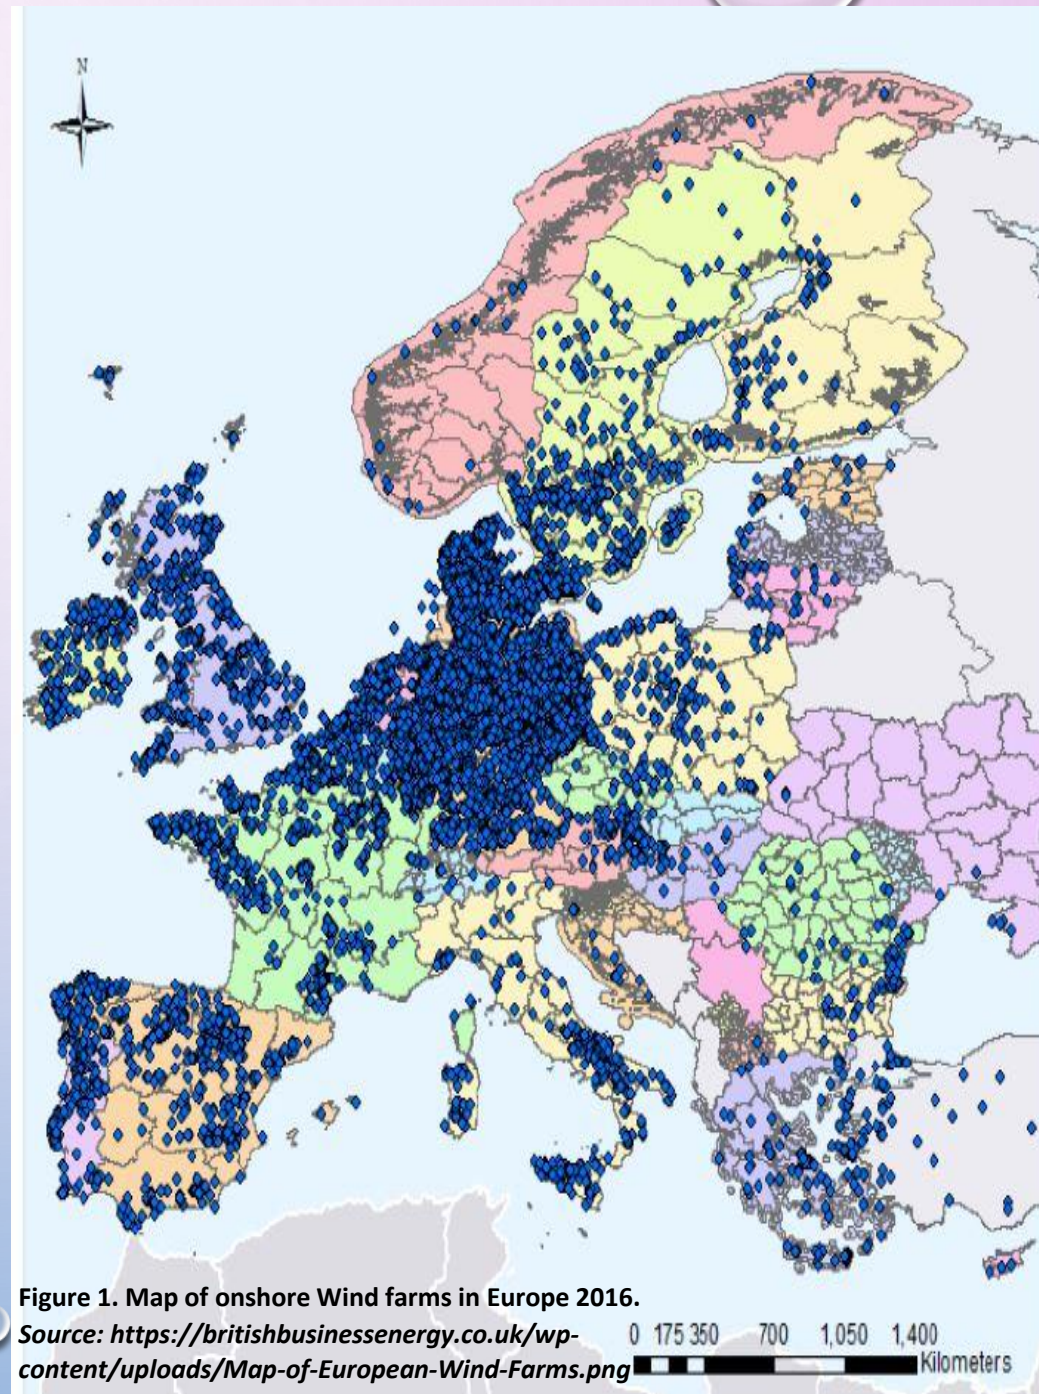 N
Figure 1. Map of onshore Wind farms in Europe 2016.
Source: https://britishbusinessenergy.co.uk/wp-
content/uploads/Map-of-European-Wind-Farms.png
0 175 350 700 1,050 1,400
Kilometers